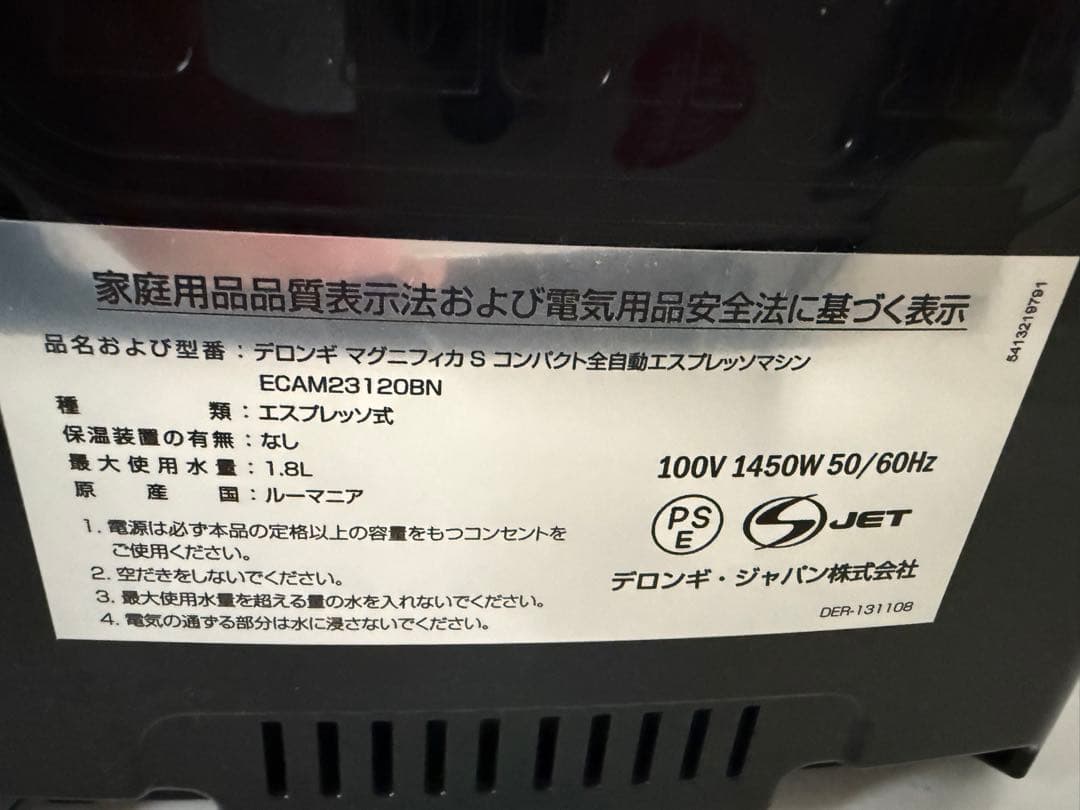 家庭用品品質表示法および電気用品安全法に基づく表示
5413219791
品名および型番：デロンギ マグニフィカ S コンパクト全自動エスプレッソマシン
ECAM23120BN
種類：エスプレッソ式
保温装置の有無：なし
最大使用水量：1.8L
原産国：ルーマニア
1. 電源は必ず本品の定格以上の容量をもつコンセントを
ご使用ください。
2. 空だきをしないでください。
3. 最大使用水量を超える量の水を入れないでください。
4. 電気の通ずる部分は水に浸さないでください。
100V 1450W 50/60Hz
PS
E
JET
デロンギ・ジャパン株式会社
DER-131108